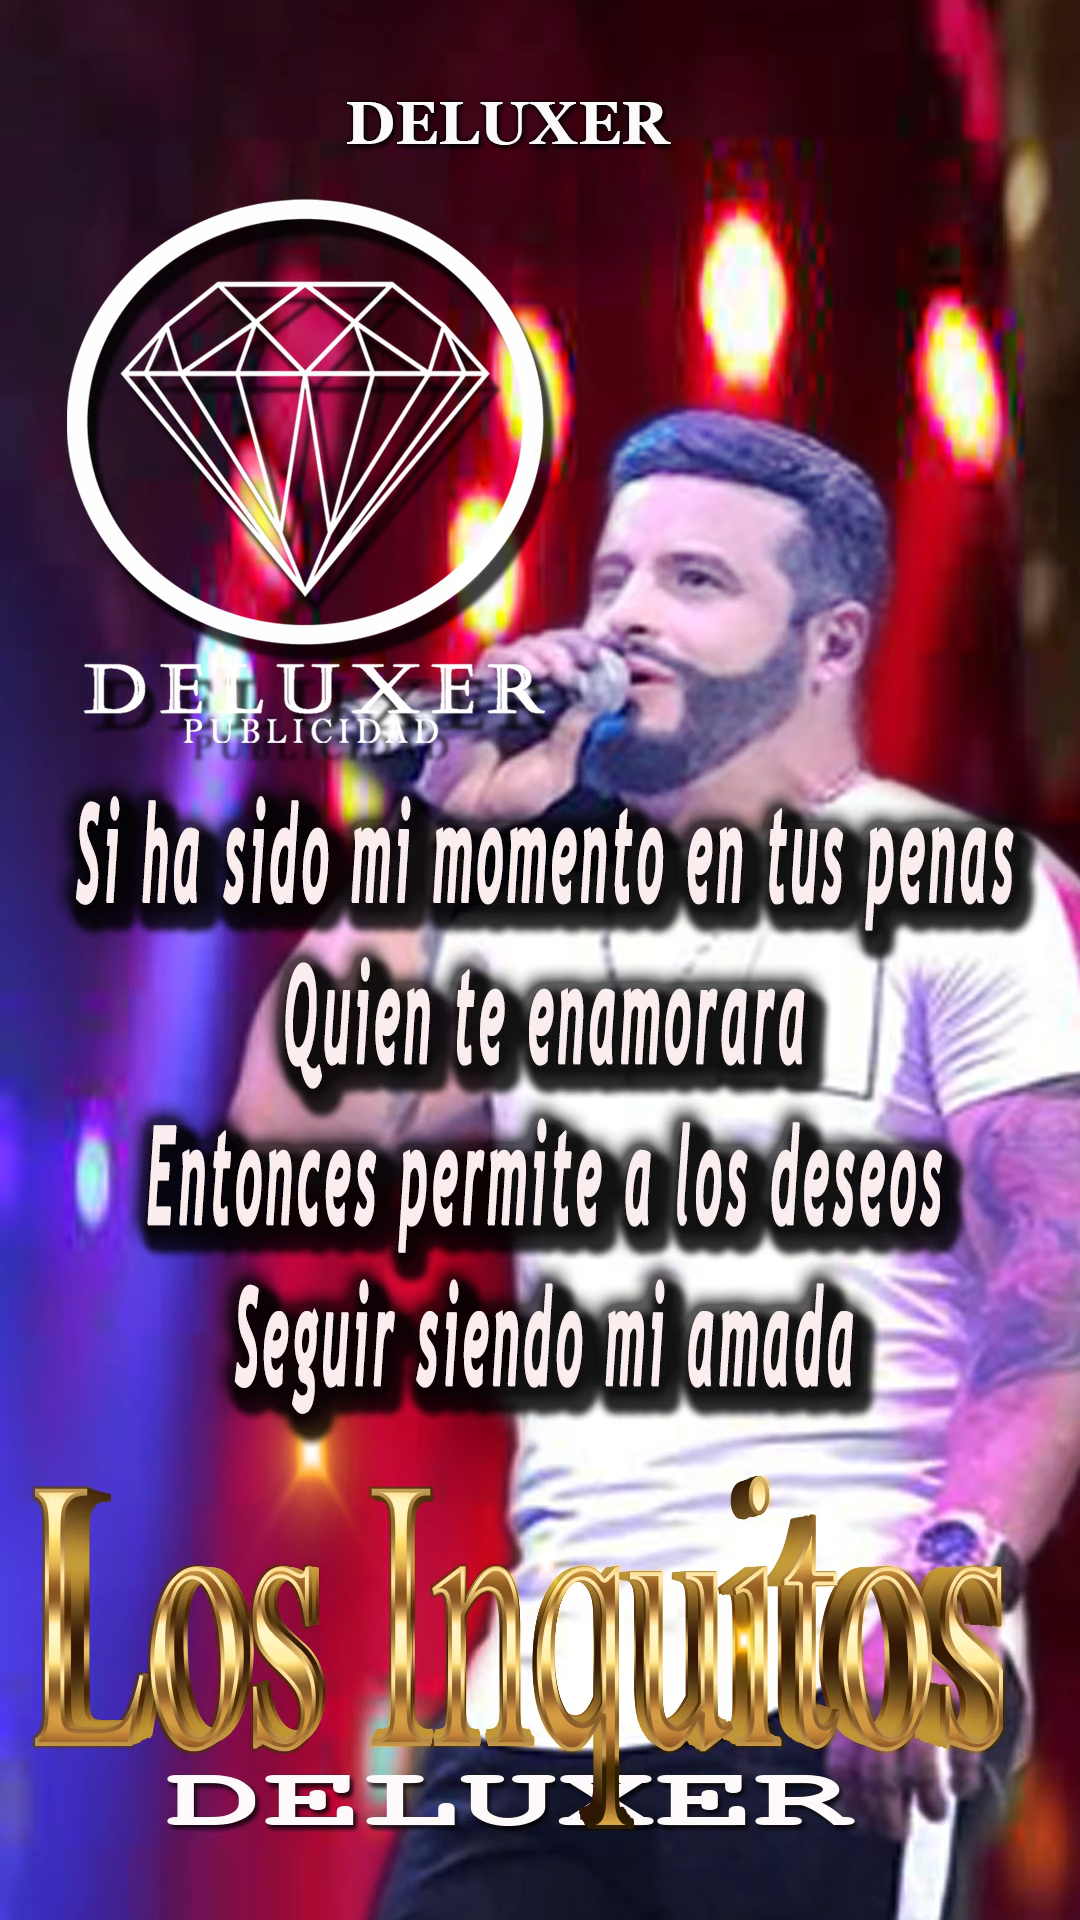 DELUXER
DELUXER
PUBLICIDAD
Si ha sido mi momento en tus penas
Quien te enamorara
Entonces permite a los deseos
Seguir siendo mi amada
Los Inquitos
DELUXER